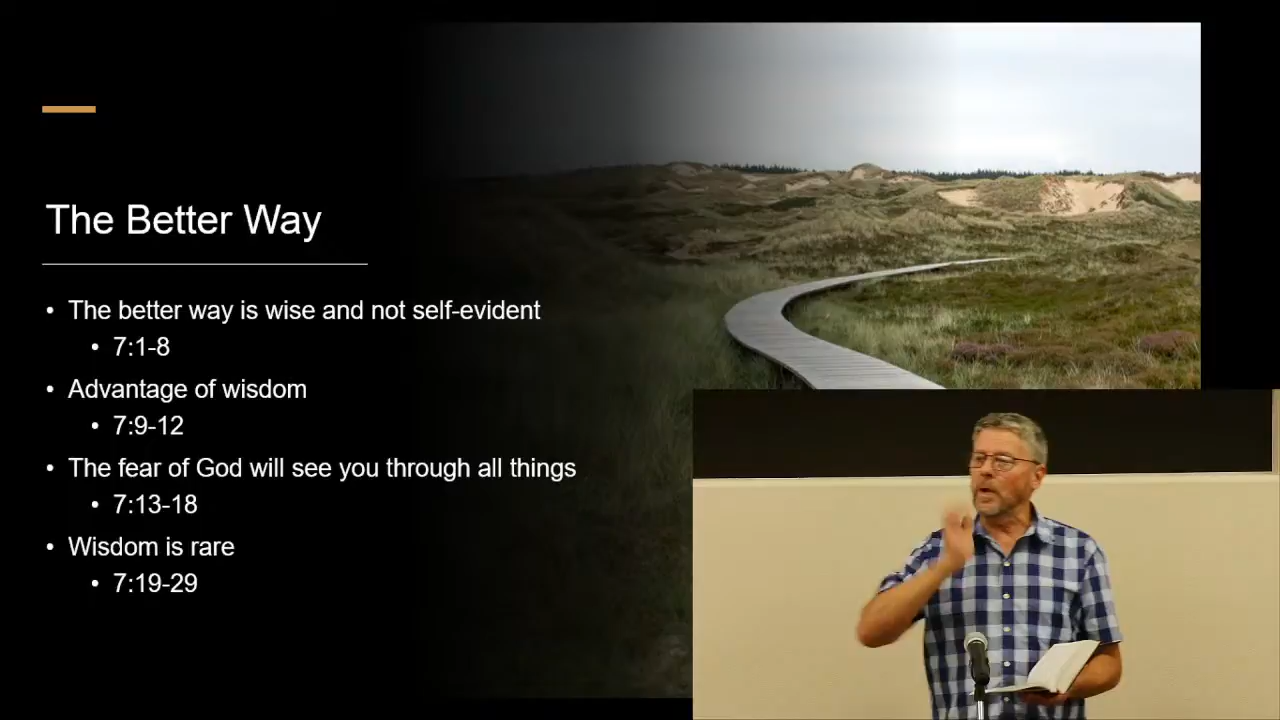 The Better Way
• The better way is wise and not self-evident
• 7:1-8
• Advantage of wisdom
• 7:9-12
• The fear of God will see you through all things
• 7:13-18
• Wisdom is rare
• 7:19-29